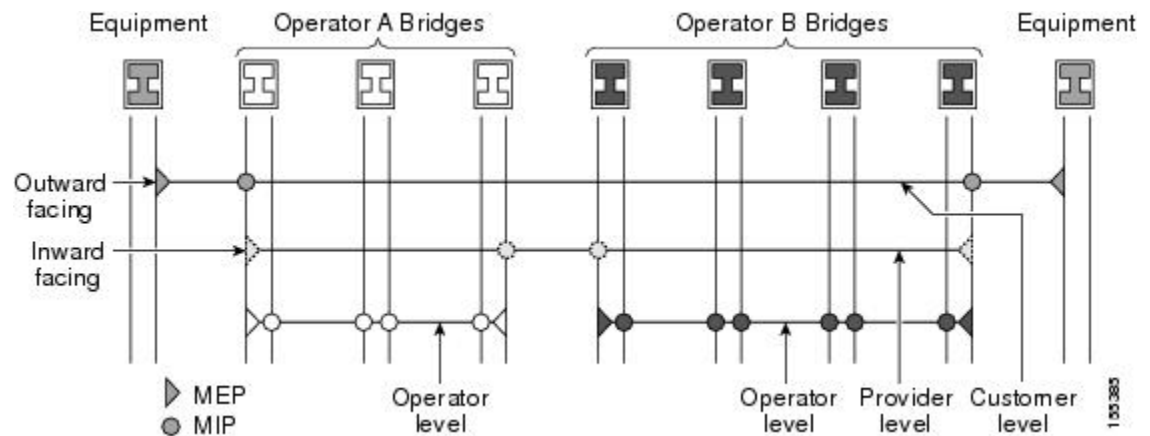 Equipment
Operator A Bridges
Operator B Bridges
Equipment
Outward
facing
Inward
facing
MEP
MIP
Operator
level
Operator
level
Provider
level
Customer
level
155385